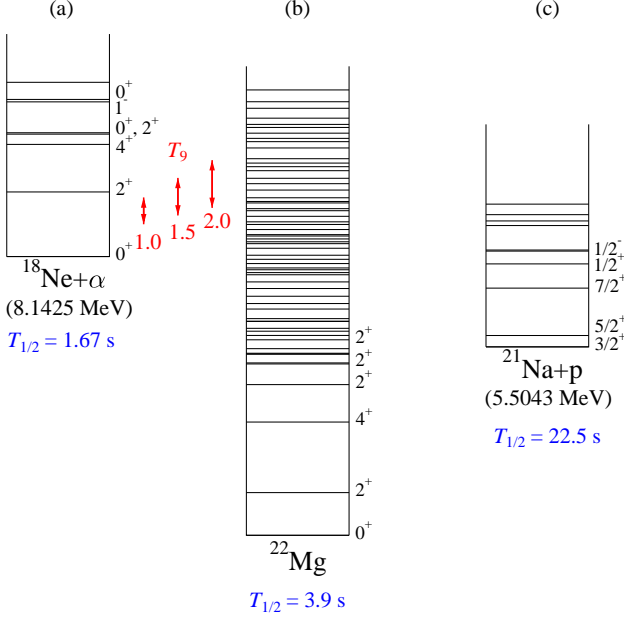 (a)
0⁺
1⁻
0⁺, 2⁺
4⁺
2⁺
0⁺
¹⁸Ne+α
(8.1425 MeV)
T₁/₂ = 1.67 s
T₉
1.0
1.5
2.0
(b)
2⁺
2⁺
2⁺
4⁺
2⁺
0⁺
²²Mg
T₁/₂ = 3.9 s
(c)
1/2⁻
1/2⁺
7/2⁺
5/2⁺
3/2⁺
²¹Na+p
(5.5043 MeV)
T₁/₂ = 22.5 s